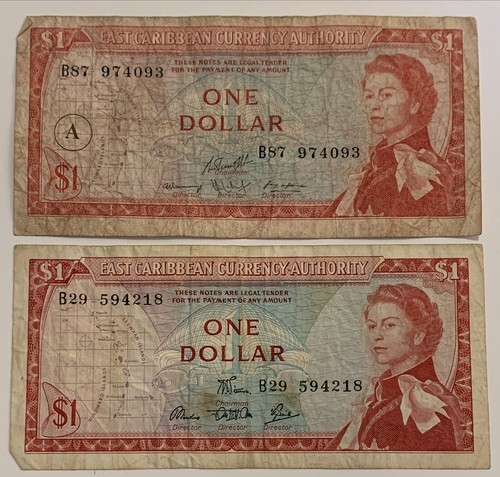 $1 EAST CARIBBEAN CURRENCY AUTHORITY $1
THESE NOTES ARE LEGAL TENDER
FOR THE PAYMENT OF ANY AMOUNT
B87 974093
ONE
DOLLAR
A
B87 974093
Chairman
$1
Director Director Director
$1 EAST CARIBBEAN CURRENCY AUTHORITY $1
THESE NOTES ARE LEGAL TENDER
FOR THE PAYMENT OF ANY AMOUNT
B29 594218
ONE
DOLLAR
B29 594218
Chairman
$1
Director Director Director